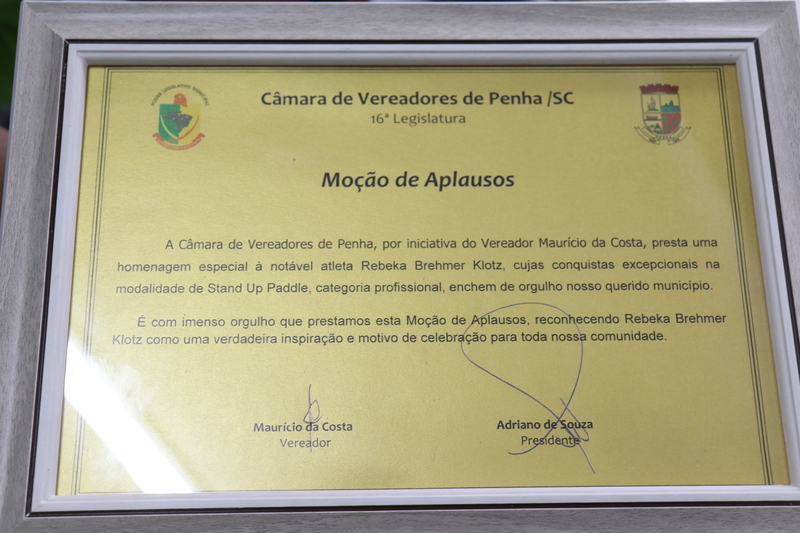 Câmara de Vereadores de Penha /SC
16ª Legislatura
Moção de Aplausos
A Câmara de Vereadores de Penha, por iniciativa do Vereador Maurício da Costa, presta uma
homenagem especial à notável atleta Rebeka Brehmer Klotz, cujas conquistas excepcionais na
modalidade de Stand Up Paddle, categoria profissional, enchem de orgulho nosso querido município.
É com imenso orgulho que prestamos esta Moção de Aplausos, reconhecendo Rebeka Brehmer
Klotz como uma verdadeira inspiração e motivo de celebração para toda nossa comunidade.
Maurício da Costa
Vereador
Adriano de Souza
Presidente